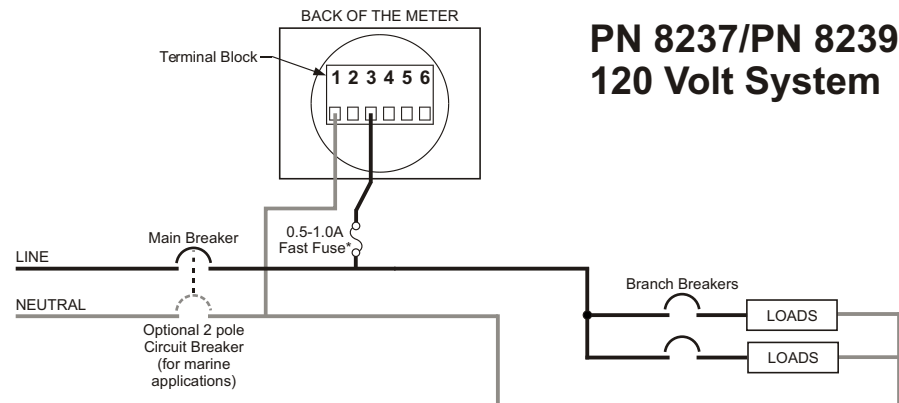 BACK OF THE METER
PN 8237/PN 8239
120 Volt System
Terminal Block
1 2 3 4 5 6
0.5-1.0A
Fast Fuse*
Main Breaker
LINE
Branch Breakers
NEUTRAL
LOADS
Optional 2 pole
Circuit Breaker
(for marine
applications)
LOADS